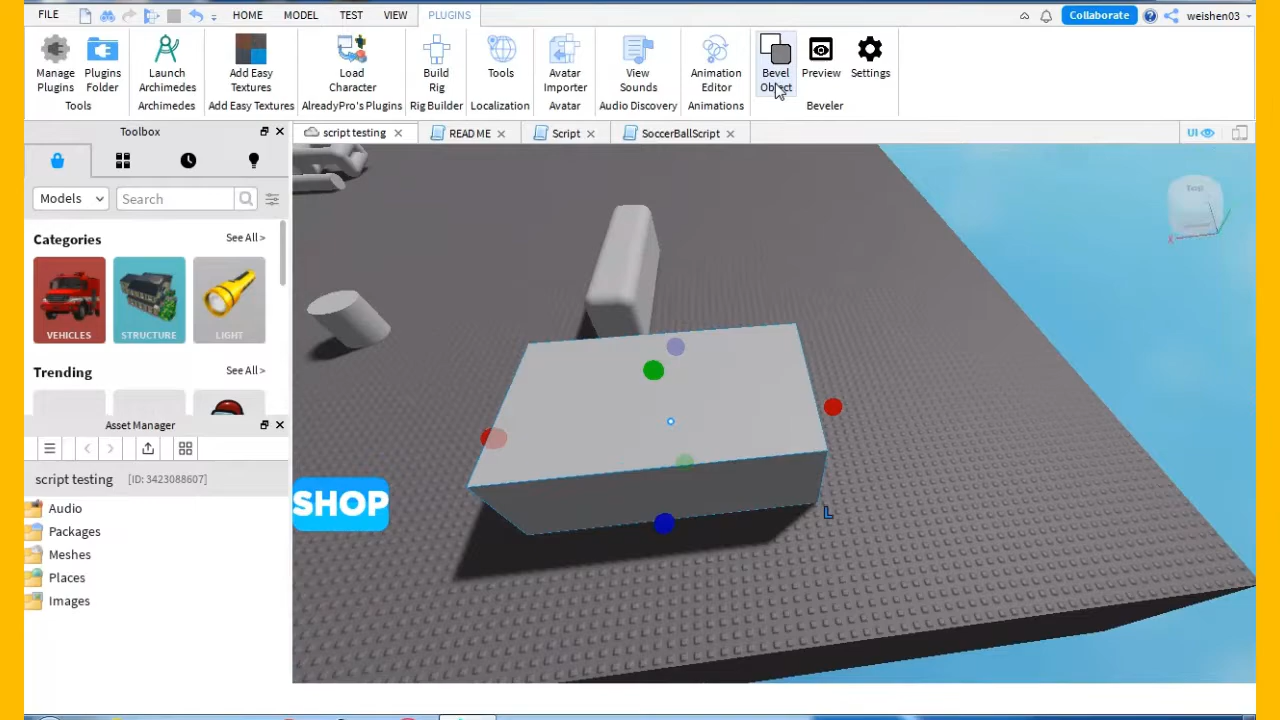 FILE HOME MODEL TEST VIEW PLUGINS Collaborate weishen03
Manage Plugins
Plugins Folder
Tools
Launch Archimedes
Archimedes
Add Easy Textures
Add Easy Textures
Load Character
AlreadyPro's Plugins
Build Rig
Rig Builder
Tools
Localization
Avatar Importer
Avatar
View Sounds
Audio Discovery
Animation Editor
Animations
Bevel Object
Preview
Settings
Beveler
Toolbox
script testing
README
Script
SoccerBallScript
UI
Models
Search
Categories
See All >
VEHICLES
STRUCTURE
LIGHT
Trending
See All >
Asset Manager
script testing [ID: 3423088607]
Audio
Packages
Meshes
Places
Images
SHOP
L
X